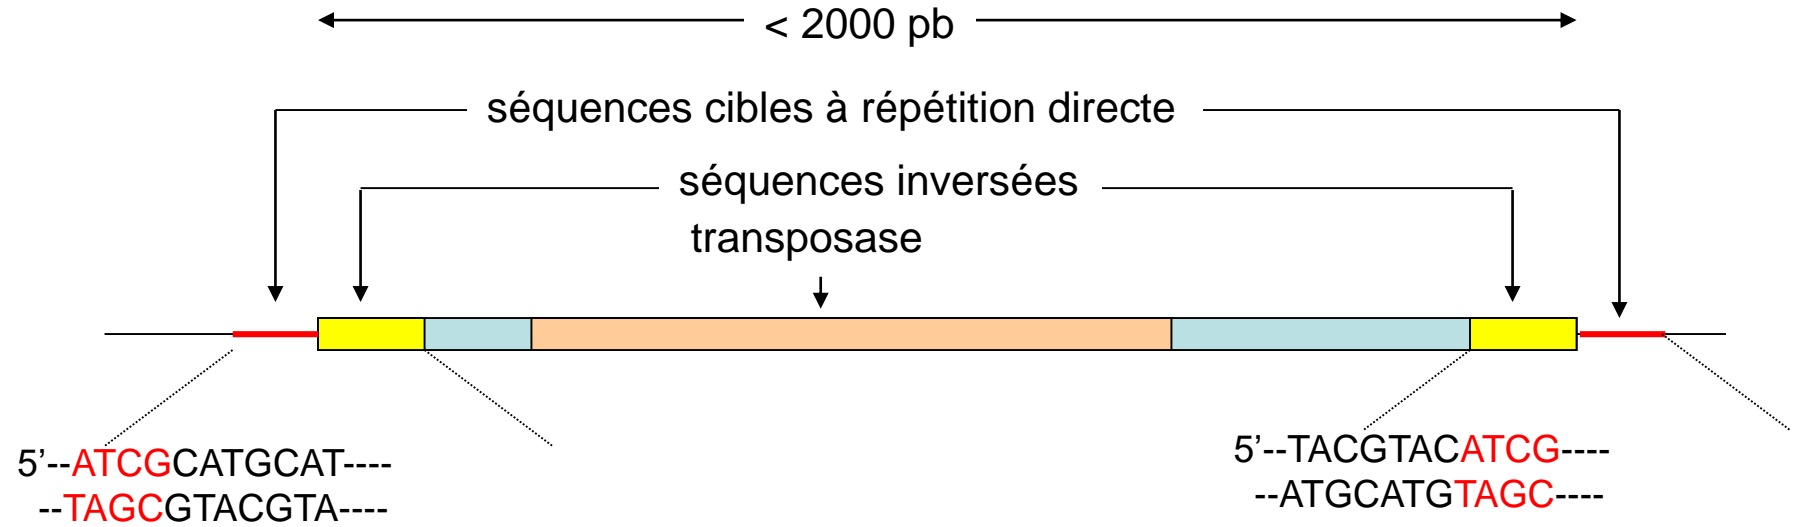 < 2000 pb
séquences cibles à répétition directe
séquences inversées
transposase
5’--ATCGCATGCAT----
--TAGCGTACGTA----
5’--TACGTACATCG----
--ATGCATGTAGC----